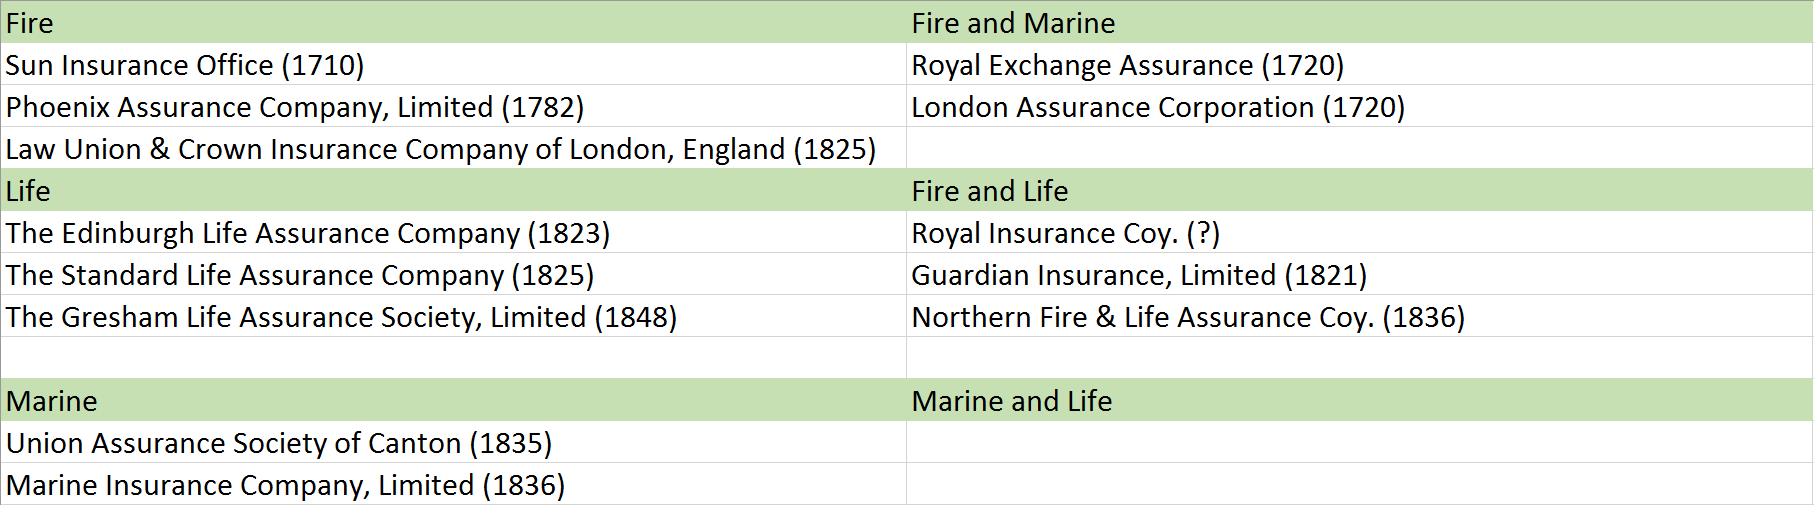 Fire
Fire and Marine
Sun Insurance Office (1710)
Royal Exchange Assurance (1720)
Phoenix Assurance Company, Limited (1782)
London Assurance Corporation (1720)
Law Union & Crown Insurance Company of London, England (1825)
Life
Fire and Life
The Edinburgh Life Assurance Company (1823)
Royal Insurance Coy. (?)
The Standard Life Assurance Company (1825)
Guardian Insurance, Limited (1821)
The Gresham Life Assurance Society, Limited (1848)
Northern Fire & Life Assurance Coy. (1836)
Marine
Marine and Life
Union Assurance Society of Canton (1835)
Marine Insurance Company, Limited (1836)